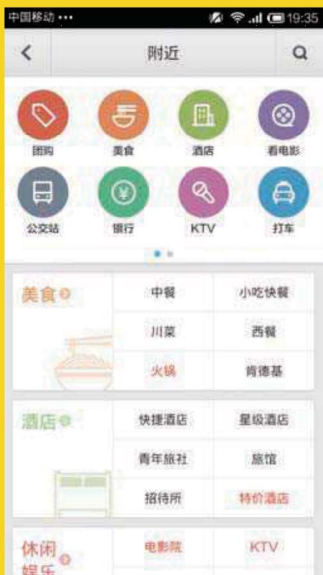 中国移动 ••• 19:35
附近
团购 美食 酒店 看电影
公交站 银行 KTV 打车
美食 中餐 小吃快餐
川菜 西餐
火锅 肯德基
酒店 快捷酒店 星级酒店
青年旅社 旅馆
招待所 特价酒店
休闲 电影院 KTV
娱乐